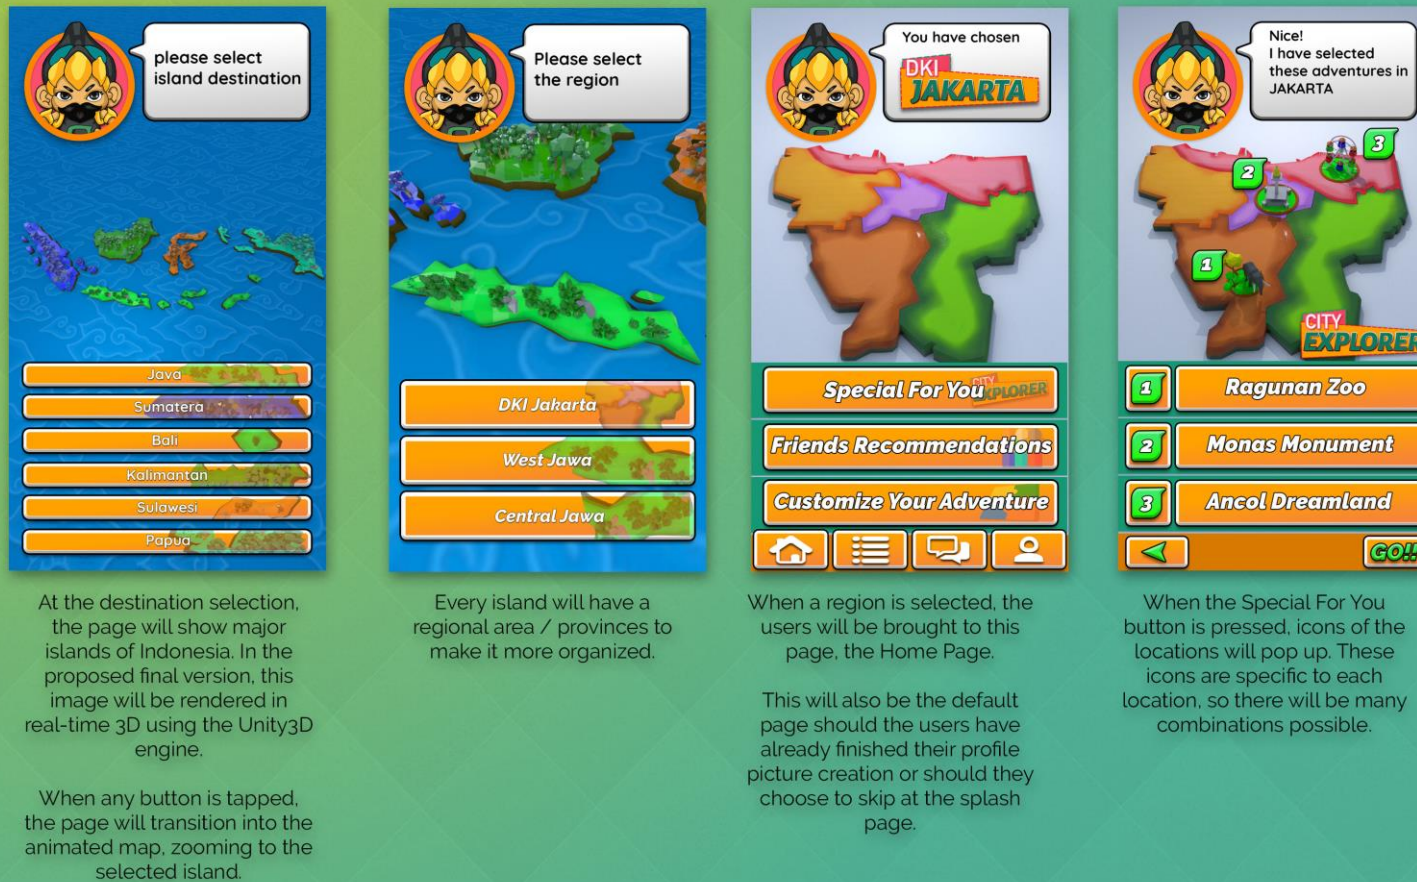 please select
island destination
Java
Sumatera
Bali
Kalimantan
Sulawesi
Papua
At the destination selection,
the page will show major
islands of Indonesia. In the
proposed final version, this
image will be rendered in
real-time 3D using the Unity3D
engine.
When any button is tapped,
the page will transition into the
animated map, zooming to the
selected island.
Please select
the region
DKI Jakarta
West Jawa
Central Jawa
Every island will have a
regional area / provinces to
make it more organized.
You have chosen
DKI
JAKARTA
Special For You
CITY
EXPLORER
Friends Recommendations
Customize Your Adventure
When a region is selected, the
users will be brought to this
page, the Home Page.
This will also be the default
page should the users have
already finished their profile
picture creation or should they
choose to skip at the splash
page.
Nice!
I have selected
these adventures in
JAKARTA
3
2
1
CITY
EXPLORER
1 Ragunan Zoo
2 Monas Monument
3 Ancol Dreamland
GO!!
When the Special For You
button is pressed, icons of the
locations will pop up. These
icons are specific to each
location, so there will be many
combinations possible.